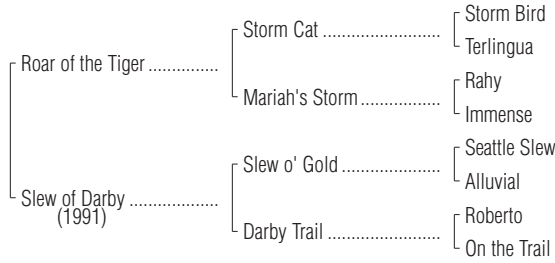 Storm Bird
Storm Cat ......................
Terlingua
Roar of the Tiger .............
Rahy
Mariah's Storm ...............
Immense
Seattle Slew
Slew o' Gold ...................
Alluvial
Slew of Darby .................
(1991)
Roberto
Darby Trail ......................
On the Trail